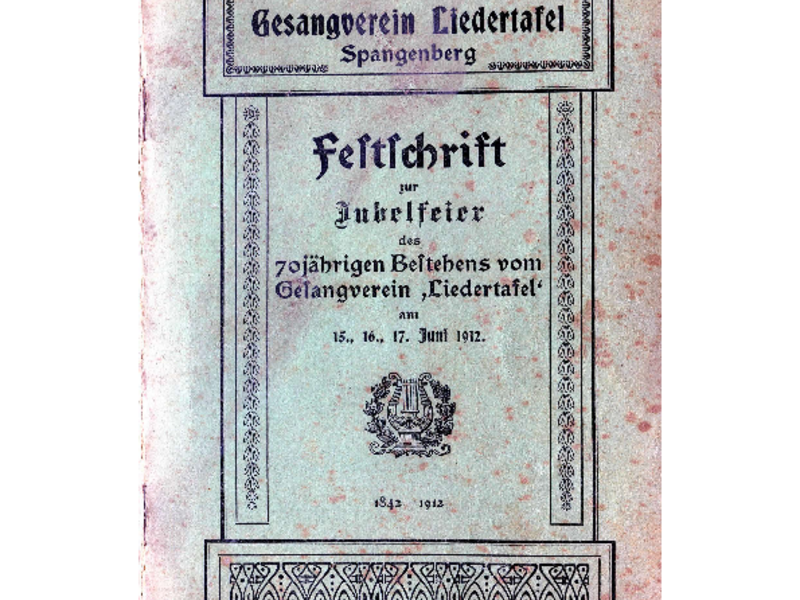 Gesangverein Liedertafel
Spangenberg
Feſtſchrift
zur
Jubelfeier
des
70jährigen Beſtehens vom
Geſangverein ‚Liedertafel‘
am
15., 16., 17. Juni 1912.
1842 1912